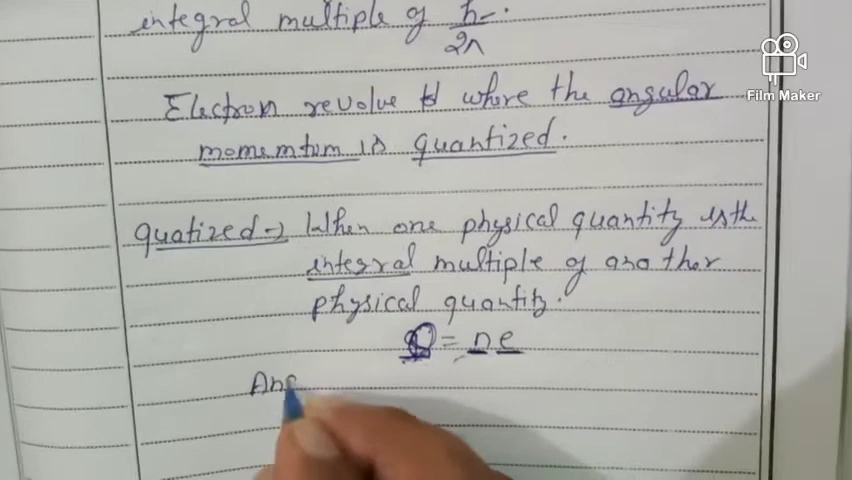 integral multiple of h/2π.
Electron revolve where the angular
momentum is quantized.
quatized → When one physical quantity is the
integral multiple of another
physical quantity.
Q = ne
Ang
Film Maker